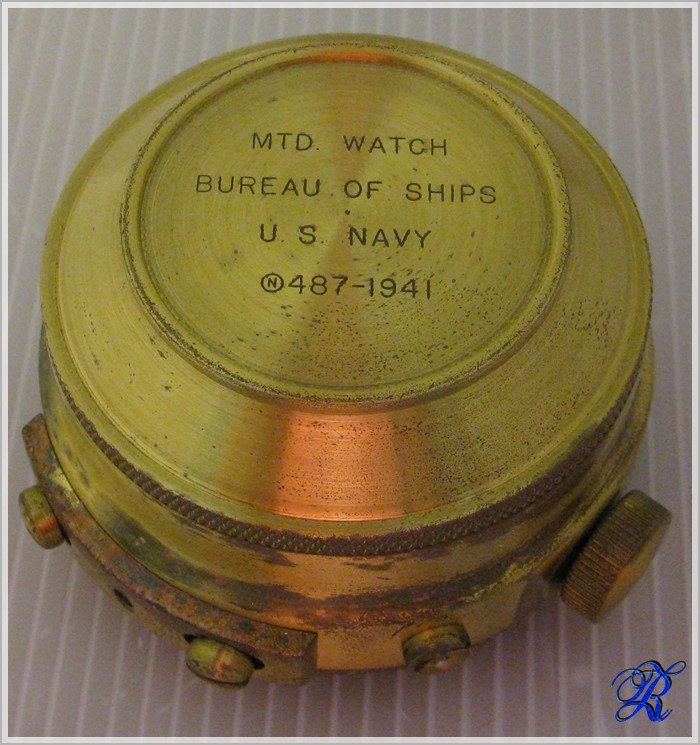 MTD. WATCH
BUREAU OF SHIPS
U. S. NAVY
Ⓝ487-1941